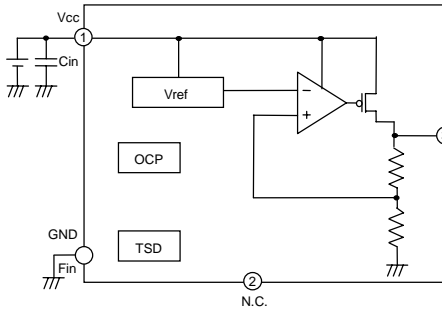 Vcc
1
Cin
Vref
−
+
OCP
GND
Fin
TSD
2
N.C.